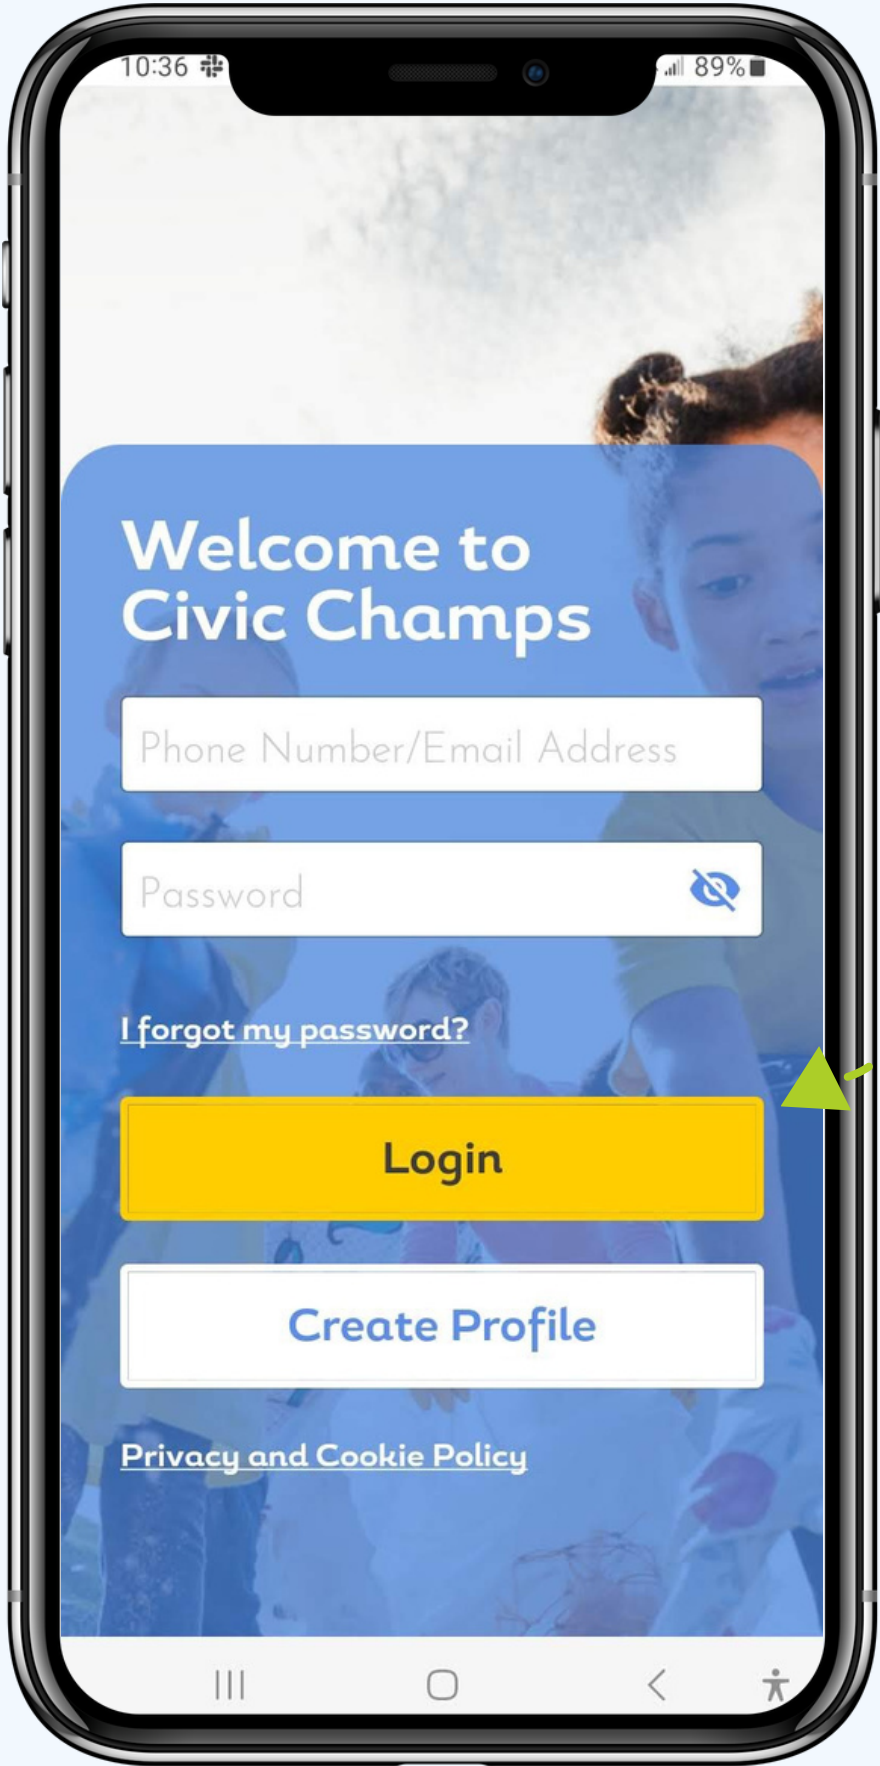 10:36
89%
Welcome to
Civic Champs
Phone Number/Email Address
Password
I forgot my password?
Login
Create Profile
Privacy and Cookie Policy